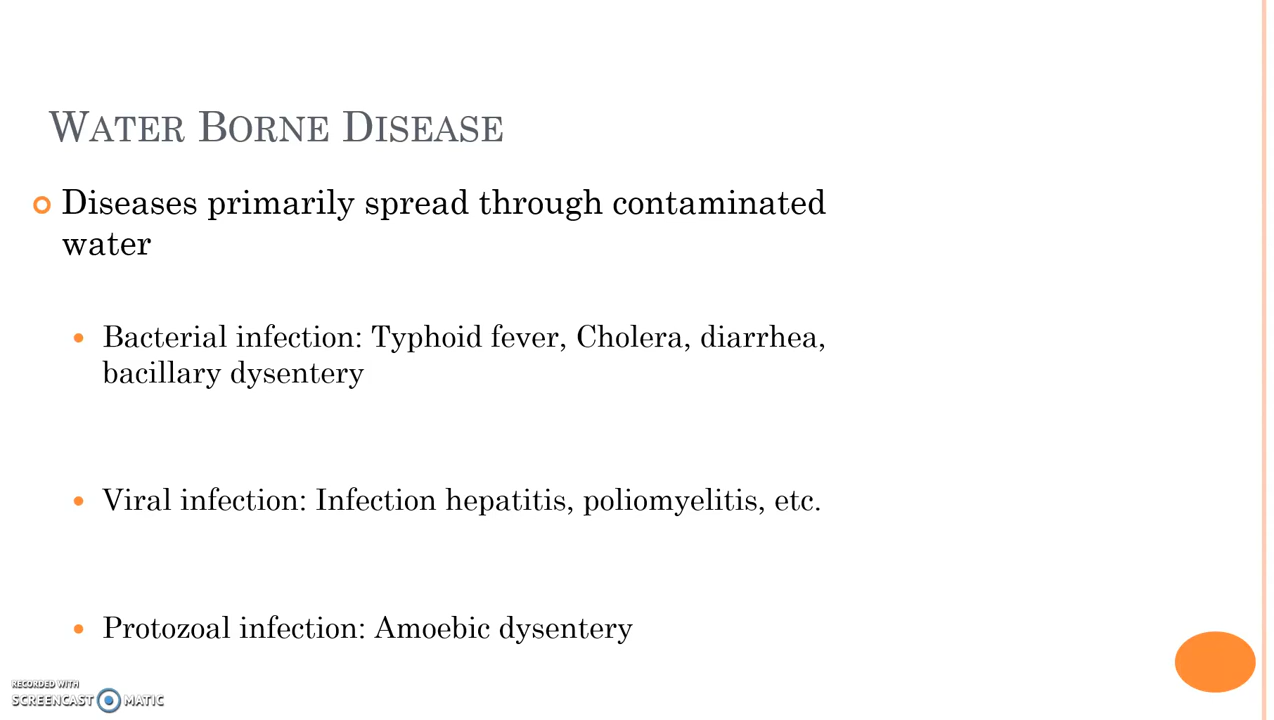 WATER BORNE DISEASE
Diseases primarily spread through contaminated
water
Bacterial infection: Typhoid fever, Cholera, diarrhea,
bacillary dysentery
Viral infection: Infection hepatitis, poliomyelitis, etc.
Protozoal infection: Amoebic dysentery
RECORDED WITH
SCREENCAST MATIC